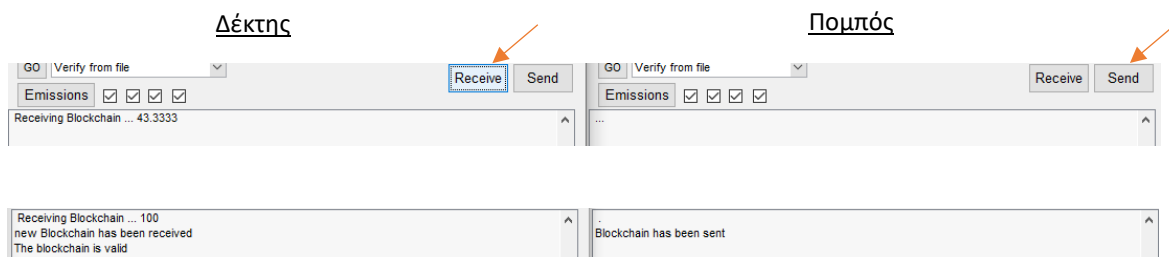 Δέκτης
Πομπός
GO Verify from file
Receive Send
Emissions
Receiving Blockchain ... 43.3333
GO Verify from file
Receive Send
Emissions
...
Receiving Blockchain ... 100
new Blockchain has been received
The blockchain is valid
.
Blockchain has been sent